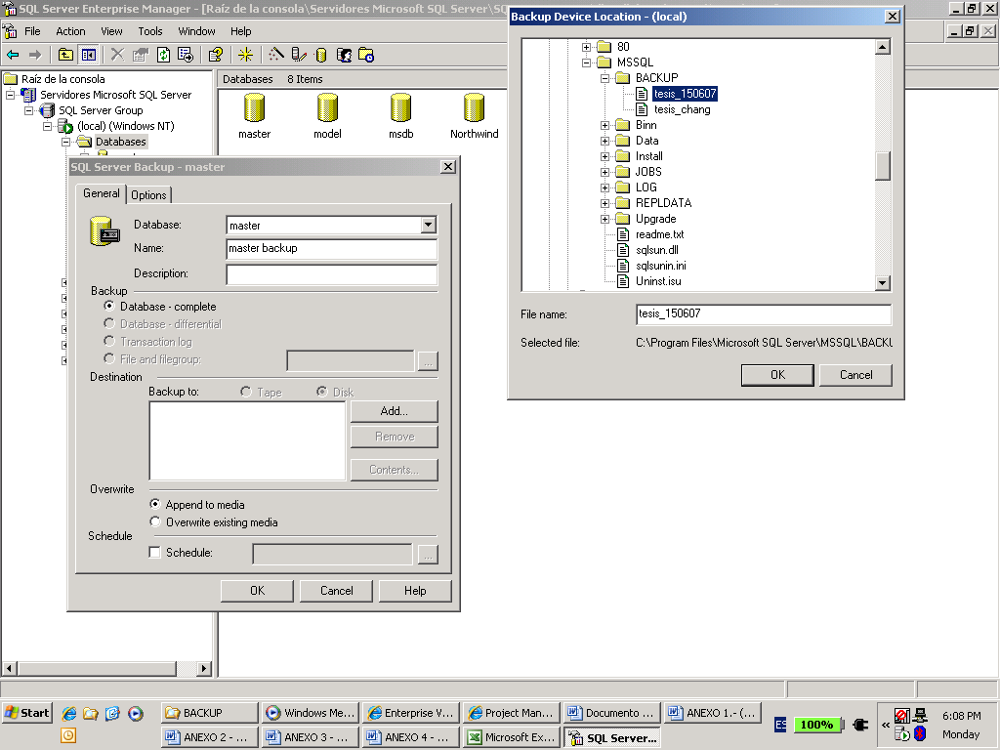 SQL Server Enterprise Manager - [Raíz de la consola\Servidores Microsoft SQL Server\SQ
File Action View Tools Window Help
Raíz de la consola
Servidores Microsoft SQL Server
SQL Server Group
(local) (Windows NT)
Databases
Databases 8 Items
master model msdb Northwind
SQL Server Backup - master
General Options
Database: master
Name: master backup
Description:
Backup
Database - complete
Database - differential
Transaction log
File and filegroup: ...
Destination
Backup to: Tape Disk
Add...
Remove
Contents...
Overwrite
Append to media
Overwrite existing media
Schedule
Schedule: ...
OK Cancel Help
Backup Device Location - (local)
80
MSSQL
BACKUP
tesis_150607
tesis_chang
Binn
Data
Install
JOBS
LOG
REPLDATA
Upgrade
readme.txt
sqlsun.dll
sqlsunin.ini
Uninst.isu
File name: tesis_150607
Selected file: C:\Program Files\Microsoft SQL Server\MSSQL\BACKU
OK Cancel
Start BACKUP Windows Me... Enterprise V... Project Man... Documento ... ANEXO 1.- (... 
ANEXO 2 - ... ANEXO 3 - ... ANEXO 4 - ... Microsoft Ex... SQL Server...
ES 100% « 6:08 PM
Monday